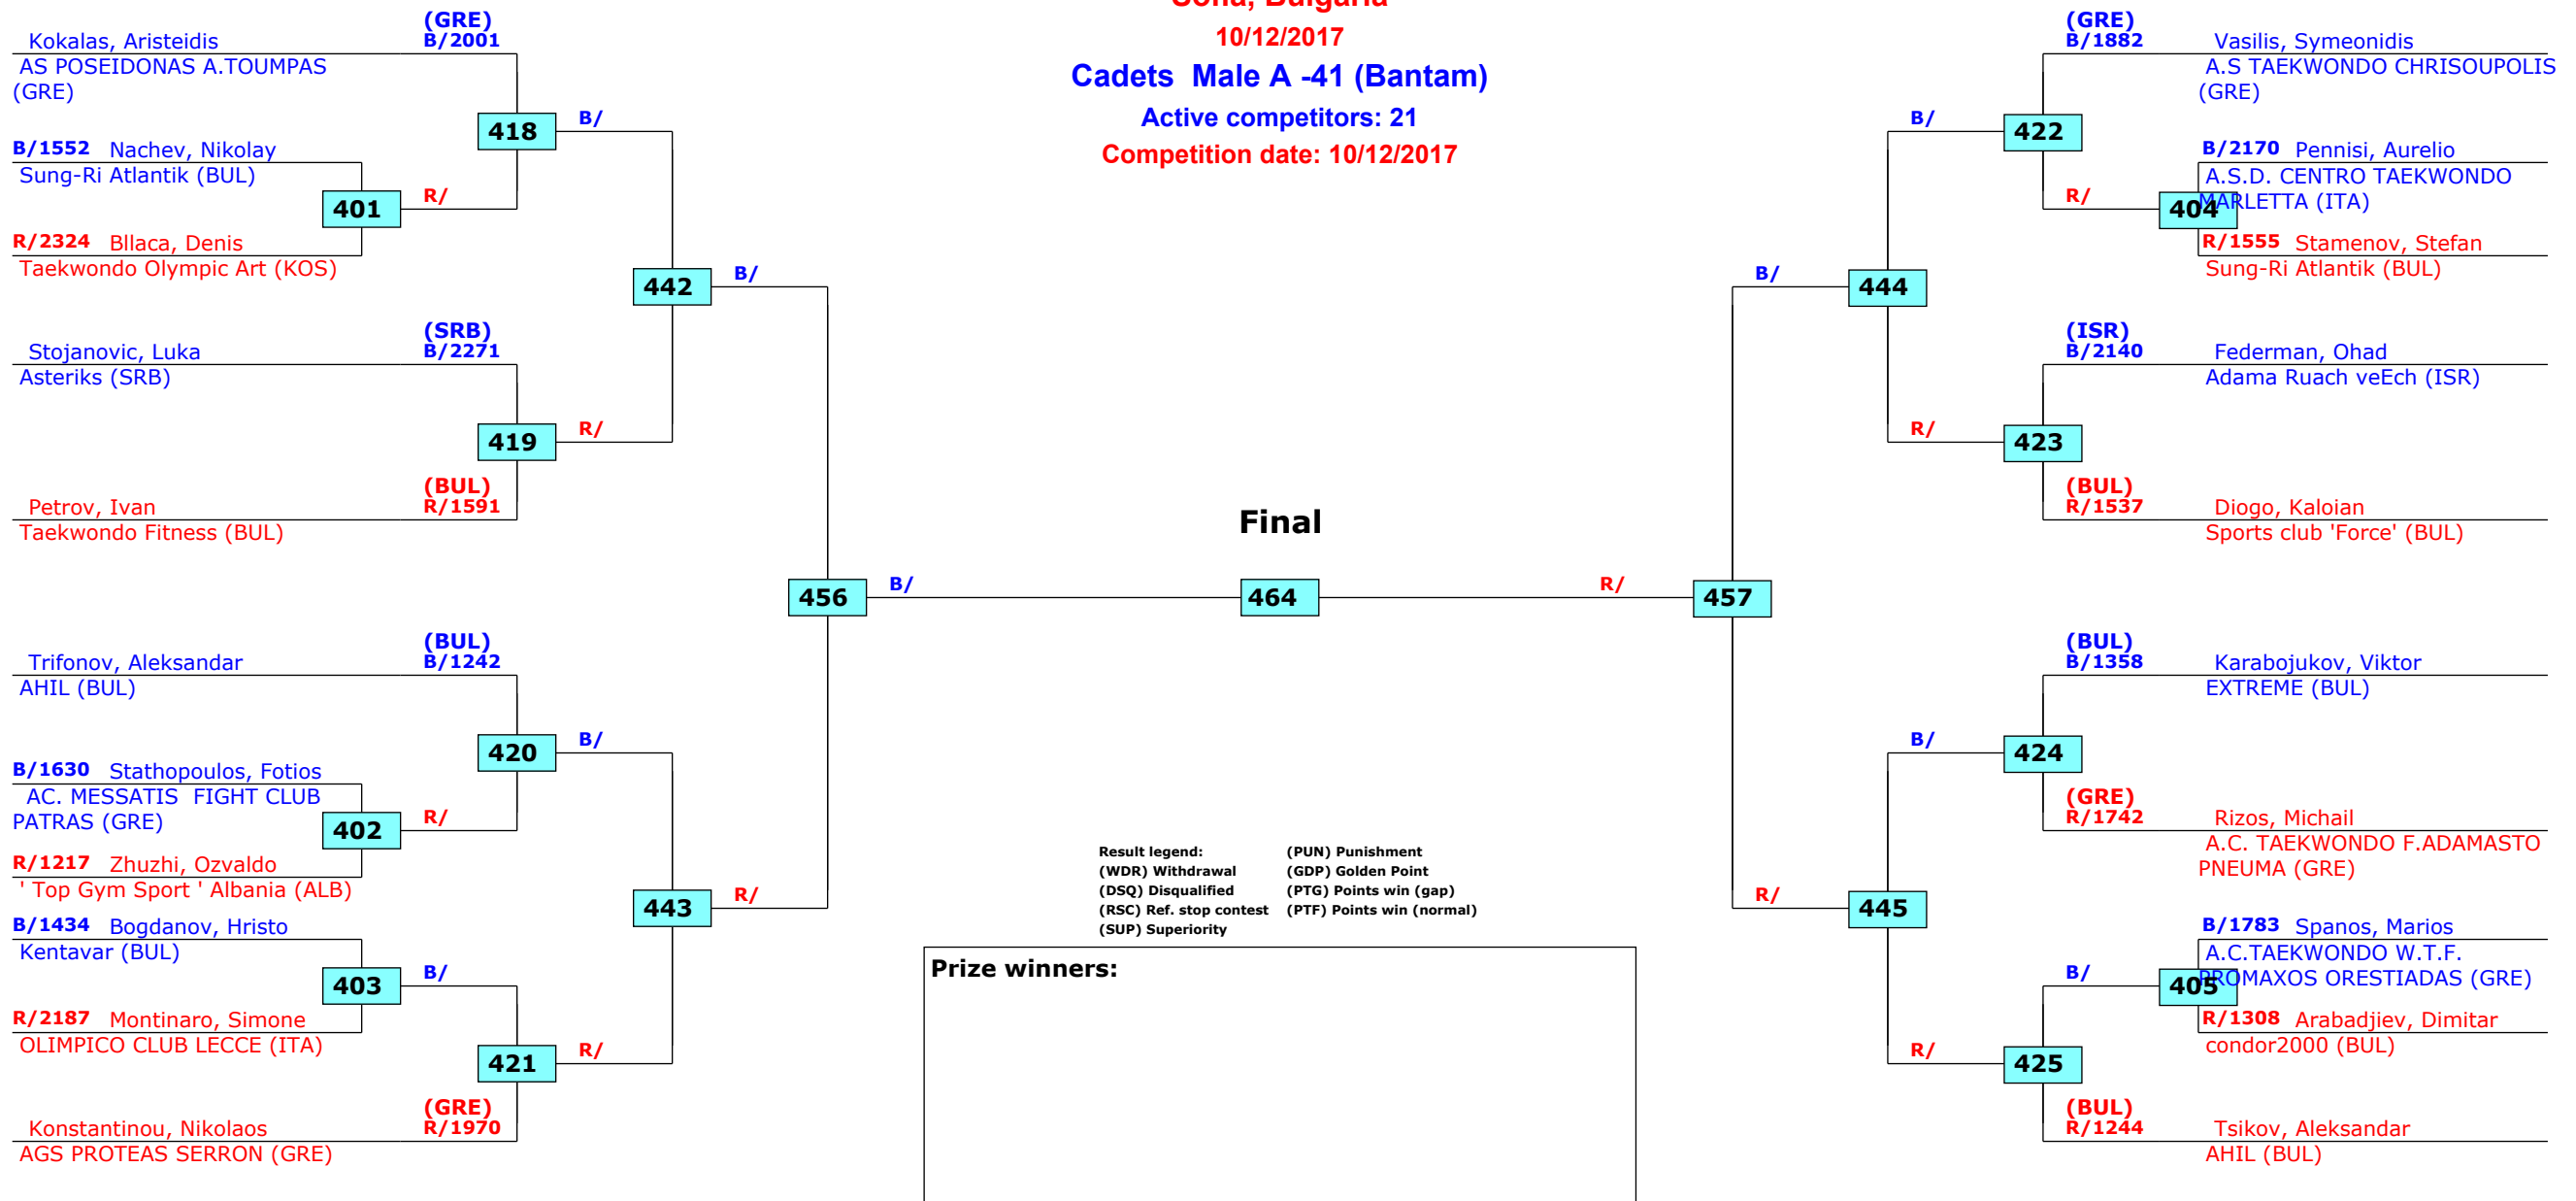 Sofia, Bulgaria
10/12/2017
Cadets Male A -41 (Bantam)
Active competitors: 21
Competition date: 10/12/2017
(GRE)
Kokalas, Aristeidis B/2001
AS POSEIDONAS A.TOUMPAS
(GRE)
418
B/
B/1552 Nachev, Nikolay
Sung-Ri Atlantik (BUL)
401
R/
R/2324 Bllaca, Denis
Taekwondo Olympic Art (KOS)
442
B/
(SRB)
Stojanovic, Luka B/2271
Asteriks (SRB)
419
R/
(BUL)
Petrov, Ivan R/1591
Taekwondo Fitness (BUL)
456
B/
(BUL)
Trifonov, Aleksandar B/1242
AHIL (BUL)
420
B/
B/1630 Stathopoulos, Fotios
AC. MESSATIS FIGHT CLUB
PATRAS (GRE)
402
R/
R/1217 Zhuzhi, Ozvaldo
' Top Gym Sport ' Albania (ALB)
443
R/
B/1434 Bogdanov, Hristo
Kentavar (BUL)
403
B/
R/2187 Montinaro, Simone
OLIMPICO CLUB LECCE (ITA)
421
R/
(GRE)
Konstantinou, Nikolaos R/1970
AGS PROTEAS SERRON (GRE)
Final
464
R/
457
(GRE)
B/1882 Vasilis, Symeonidis
A.S TAEKWONDO CHRISOUPOLIS
(GRE)
B/
422
B/2170 Pennisi, Aurelio
A.S.D. CENTRO TAEKWONDO
MARLETTA (ITA)
R/
404
R/1555 Stamenov, Stefan
Sung-Ri Atlantik (BUL)
B/
444
(ISR)
B/2140 Federman, Ohad
Adama Ruach veEch (ISR)
R/
423
(BUL)
R/1537 Diogo, Kaloian
Sports club 'Force' (BUL)
(BUL)
B/1358 Karabojukov, Viktor
EXTREME (BUL)
B/
424
(GRE)
R/1742 Rizos, Michail
A.C. TAEKWONDO F.ADAMASTO
PNEUMA (GRE)
R/
445
B/1783 Spanos, Marios
A.C.TAEKWONDO W.T.F.
PROMAXOS ORESTIADAS (GRE)
B/
405
R/1308 Arabadjiev, Dimitar
condor2000 (BUL)
R/
425
(BUL)
R/1244 Tsikov, Aleksandar
AHIL (BUL)
Result legend: (PUN) Punishment
(WDR) Withdrawal (GDP) Golden Point
(DSQ) Disqualified (PTG) Points win (gap)
(RSC) Ref. stop contest (PTF) Points win (normal)
(SUP) Superiority
Prize winners: